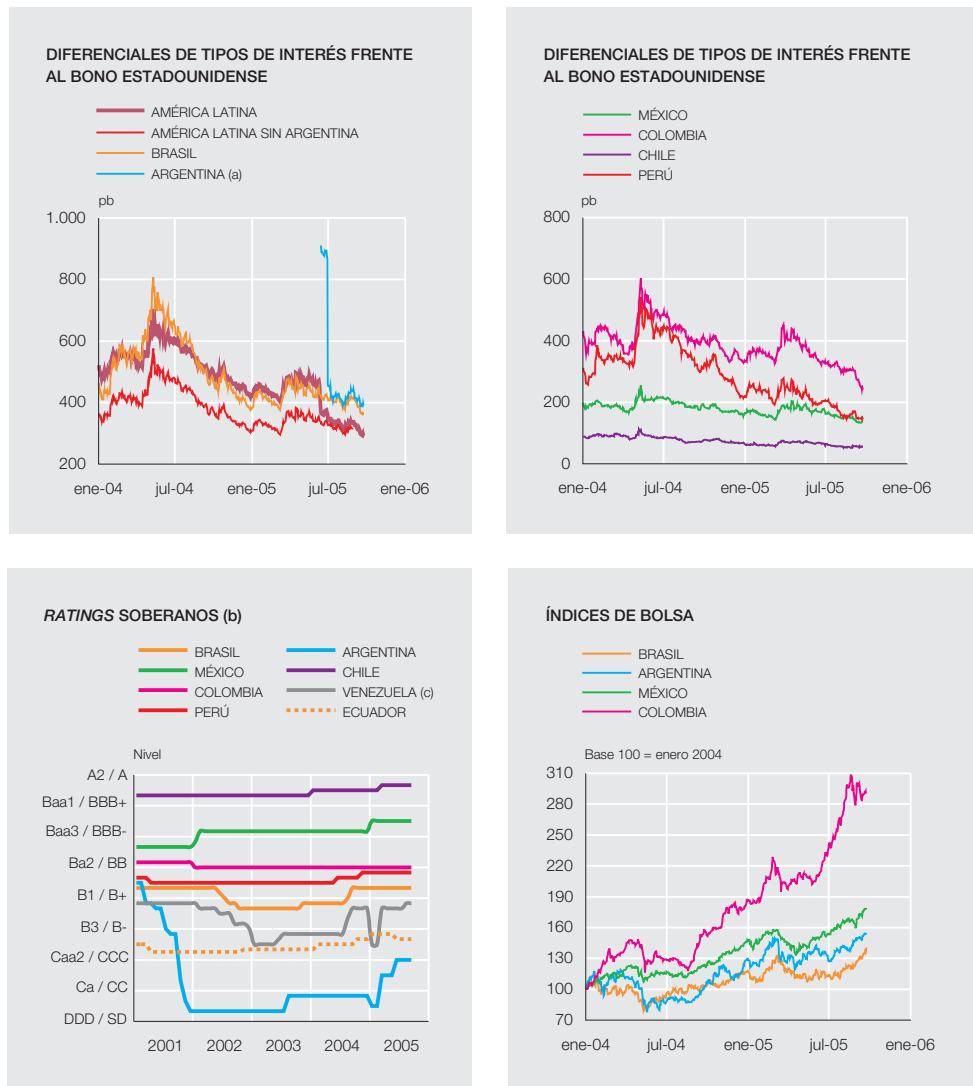 DIFERENCIALES DE TIPOS DE INTERÉS FRENTE
AL BONO ESTADOUNIDENSE
AMÉRICA LATINA
AMÉRICA LATINA SIN ARGENTINA
BRASIL
ARGENTINA (a)
pb
1.000
800
600
400
200
ene-04 jul-04 ene-05 jul-05 ene-06
DIFERENCIALES DE TIPOS DE INTERÉS FRENTE
AL BONO ESTADOUNIDENSE
MÉXICO
COLOMBIA
CHILE
PERÚ
pb
800
600
400
200
0
ene-04 jul-04 ene-05 jul-05 ene-06
RATINGS SOBERANOS (b)
BRASIL
MÉXICO
COLOMBIA
PERÚ
ARGENTINA
CHILE
VENEZUELA (c)
ECUADOR
Nivel
A2 / A
Baa1 / BBB+
Baa3 / BBB-
Ba2 / BB
B1 / B+
B3 / B-
Caa2 / CCC
Ca / CC
DDD / SD
2001 2002 2003 2004 2005
ÍNDICES DE BOLSA
BRASIL
ARGENTINA
MÉXICO
COLOMBIA
Base 100 = enero 2004
310
280
250
220
190
160
130
100
70
ene-04 jul-04 ene-05 jul-05 ene-06